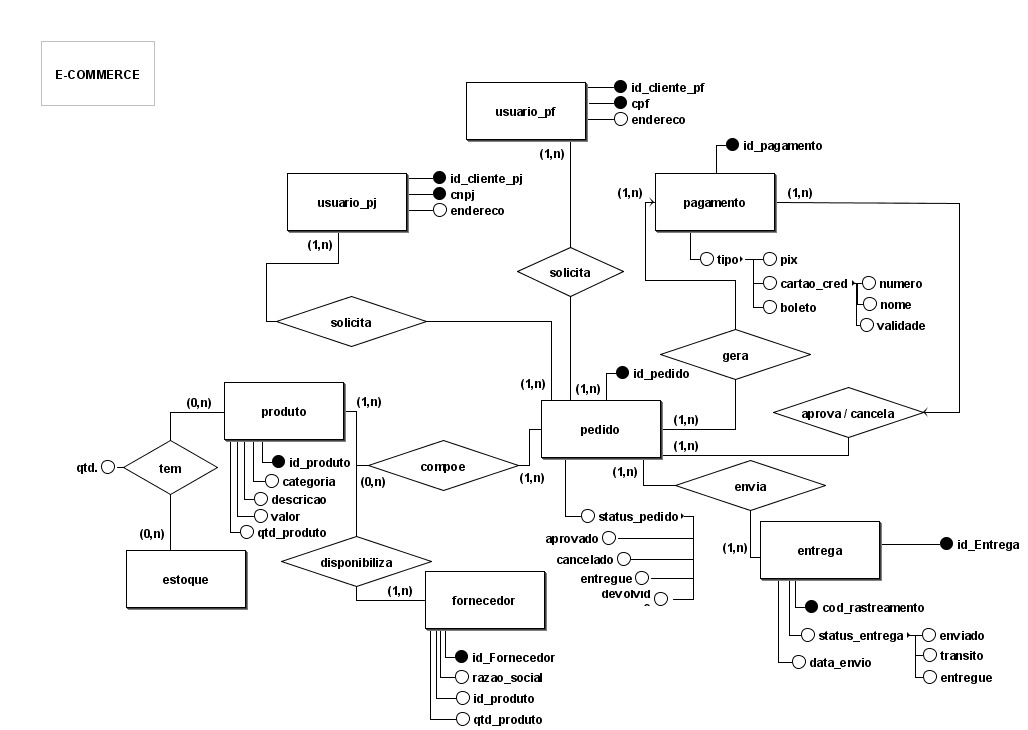 E-COMMERCE
usuario_pf
id_cliente_pf
cpf
endereco
(1,n)
usuario_pj
id_cliente_pj
cnpj
endereco
(1,n)
id_pagamento
(1,n)
pagamento
(1,n)
tipo
pix
cartao_cred
numero
nome
boleto
validade
solicita
solicita
gera
id_pedido
(1,n)
(1,n)
pedido
(1,n)
(1,n)
(1,n)
aprova / cancela
(0,n)
produto
(1,n)
qtd.
tem
id_produto
categoria
descricao
valor
qtd_produto
(0,n)
compoe
(1,n)
envia
(0,n)
estoque
disponibiliza
(1,n)
fornecedor
id_Fornecedor
razao_social
id_produto
qtd_produto
status_pedido
aprovado
cancelado
entregue
devolvid
(1,n)
entrega
id_Entrega
cod_rastreamento
status_entrega
enviado
transito
entregue
data_envio